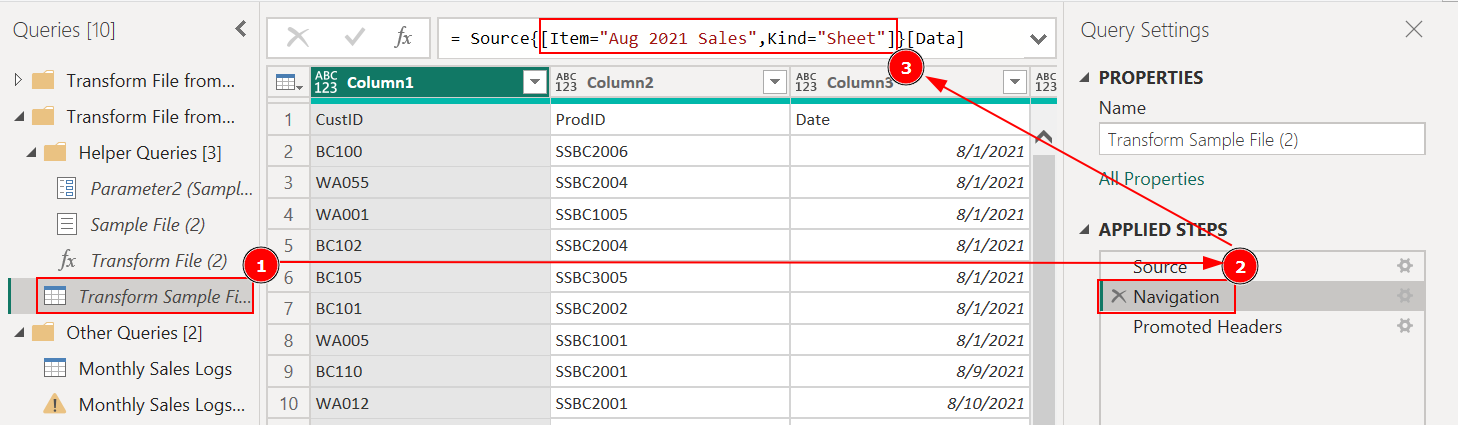 Queries [10]
Transform File from...
Transform File from...
Helper Queries [3]
Parameter2 (Sampl...
Sample File (2)
fx Transform File (2)
Transform Sample Fi...
Other Queries [2]
Monthly Sales Logs
Monthly Sales Logs...
fx = Source{[Item="Aug 2021 Sales",Kind="Sheet"]}[Data]
ABC 123 Column1 ABC 123 Column2 ABC 123 Column3 ABC 123
1 CustID ProdID Date
2 BC100 SSBC2006 8/1/2021
3 WA055 SSBC2004 8/1/2021
4 WA001 SSBC1005 8/1/2021
5 BC102 SSBC2004 8/1/2021
6 BC105 SSBC3005 8/1/2021
7 BC101 SSBC2002 8/1/2021
8 WA005 SSBC1001 8/1/2021
9 BC110 SSBC2001 8/9/2021
10 WA012 SSBC2001 8/10/2021
1
2
3
Query Settings
PROPERTIES
Name
Transform Sample File (2)
All Properties
APPLIED STEPS
Source
Navigation
Promoted Headers